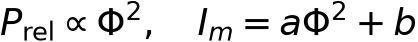 P_rel ∝ Φ², I_m = aΦ² + b